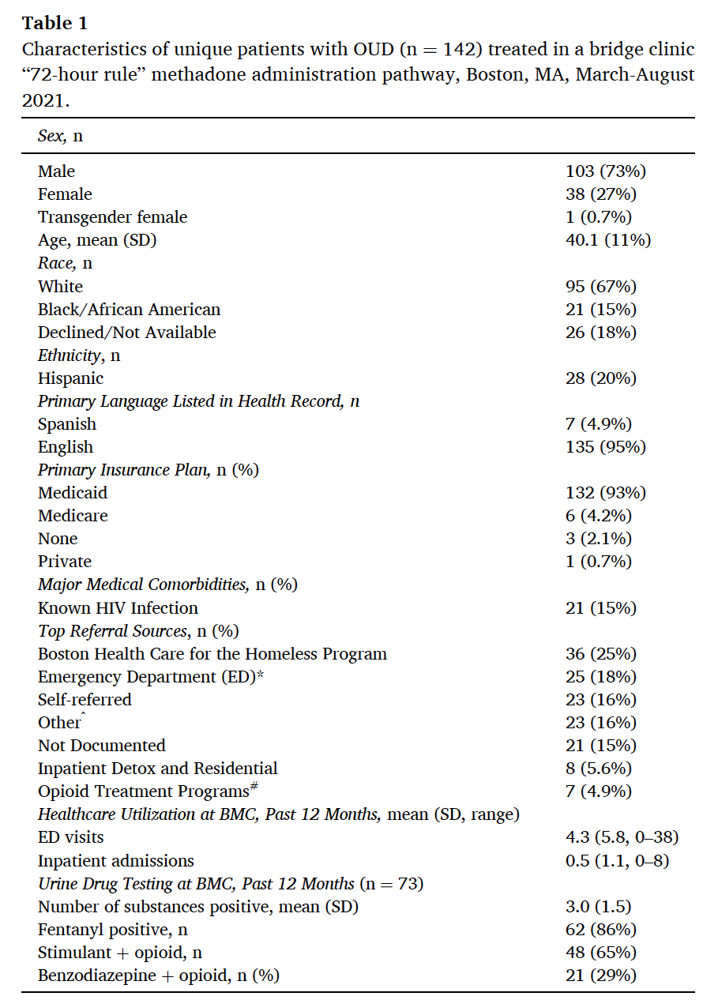 Table 1
Characteristics of unique patients with OUD (n = 142) treated in a bridge clinic
“72-hour rule” methadone administration pathway, Boston, MA, March-August
2021.
Sex, n
Male 103 (73%)
Female 38 (27%)
Transgender female 1 (0.7%)
Age, mean (SD) 40.1 (11%)
Race, n
White 95 (67%)
Black/African American 21 (15%)
Declined/Not Available 26 (18%)
Ethnicity, n
Hispanic 28 (20%)
Primary Language Listed in Health Record, n
Spanish 7 (4.9%)
English 135 (95%)
Primary Insurance Plan, n (%)
Medicaid 132 (93%)
Medicare 6 (4.2%)
None 3 (2.1%)
Private 1 (0.7%)
Major Medical Comorbidities, n (%)
Known HIV Infection 21 (15%)
Top Referral Sources, n (%)
Boston Health Care for the Homeless Program 36 (25%)
Emergency Department (ED)* 25 (18%)
Self-referred 23 (16%)
Other^ 23 (16%)
Not Documented 21 (15%)
Inpatient Detox and Residential 8 (5.6%)
Opioid Treatment Programs# 7 (4.9%)
Healthcare Utilization at BMC, Past 12 Months, mean (SD, range)
ED visits 4.3 (5.8, 0–38)
Inpatient admissions 0.5 (1.1, 0–8)
Urine Drug Testing at BMC, Past 12 Months (n = 73)
Number of substances positive, mean (SD) 3.0 (1.5)
Fentanyl positive, n 62 (86%)
Stimulant + opioid, n 48 (65%)
Benzodiazepine + opioid, n (%) 21 (29%)